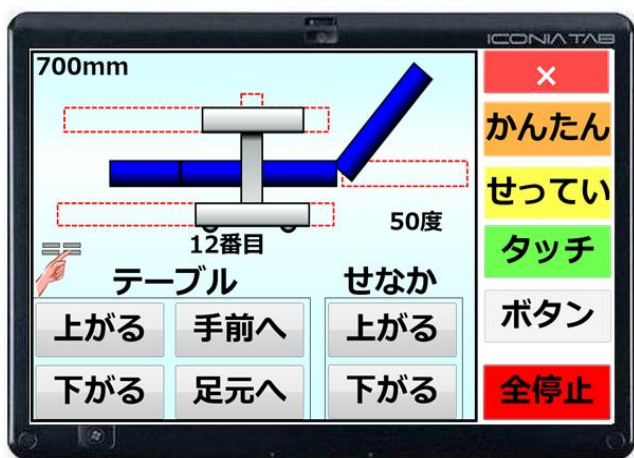 ICONIA TAB
700mm
×
かんたん
せってい
50度
12番目
タッチ
テーブル
せなか
上がる
手前へ
上がる
ボタン
下がる
足元へ
下がる
全停止